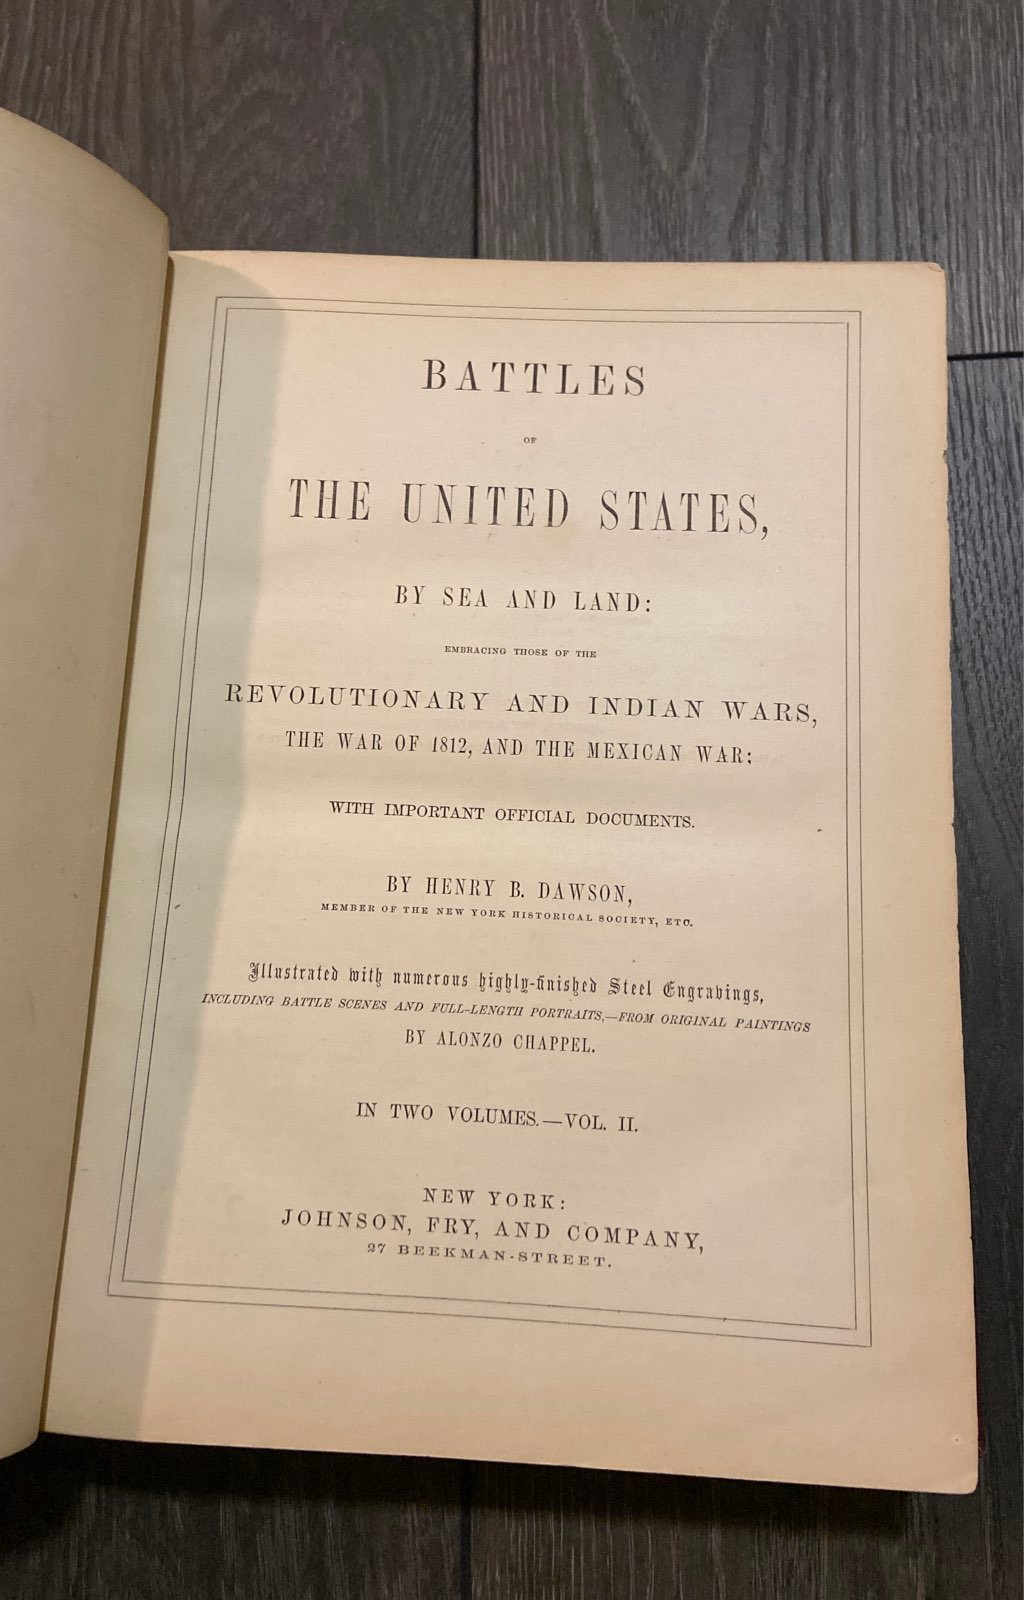 BATTLES
OF
THE UNITED STATES,
BY SEA AND LAND:
EMBRACING THOSE OF THE
REVOLUTIONARY AND INDIAN WARS,
THE WAR OF 1812, AND THE MEXICAN WAR:
WITH IMPORTANT OFFICIAL DOCUMENTS.
BY HENRY B. DAWSON,
MEMBER OF THE NEW YORK HISTORICAL SOCIETY, ETC.
Illustrated with numerous highly-finished Steel Engravings,
INCLUDING BATTLE SCENES AND FULL-LENGTH PORTRAITS,—FROM ORIGINAL PAINTINGS
BY ALONZO CHAPPEL.
IN TWO VOLUMES.—VOL. II.
NEW YORK:
JOHNSON, FRY, AND COMPANY,
27 BEEKMAN-STREET.